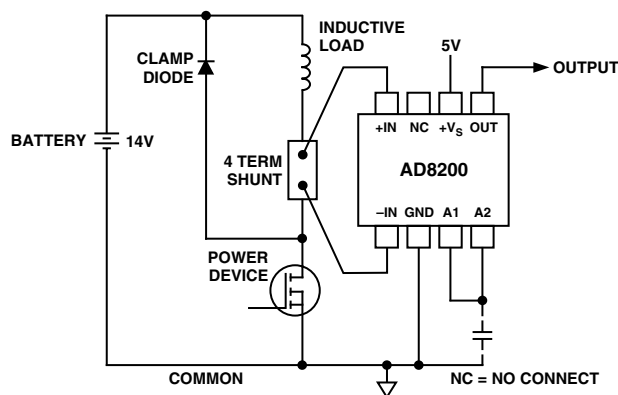 INDUCTIVE
LOAD
CLAMP
DIODE
5V
OUTPUT
+IN NC +VS OUT
BATTERY 14V
4 TERM
SHUNT
AD8200
–IN GND A1 A2
POWER
DEVICE
COMMON
NC = NO CONNECT